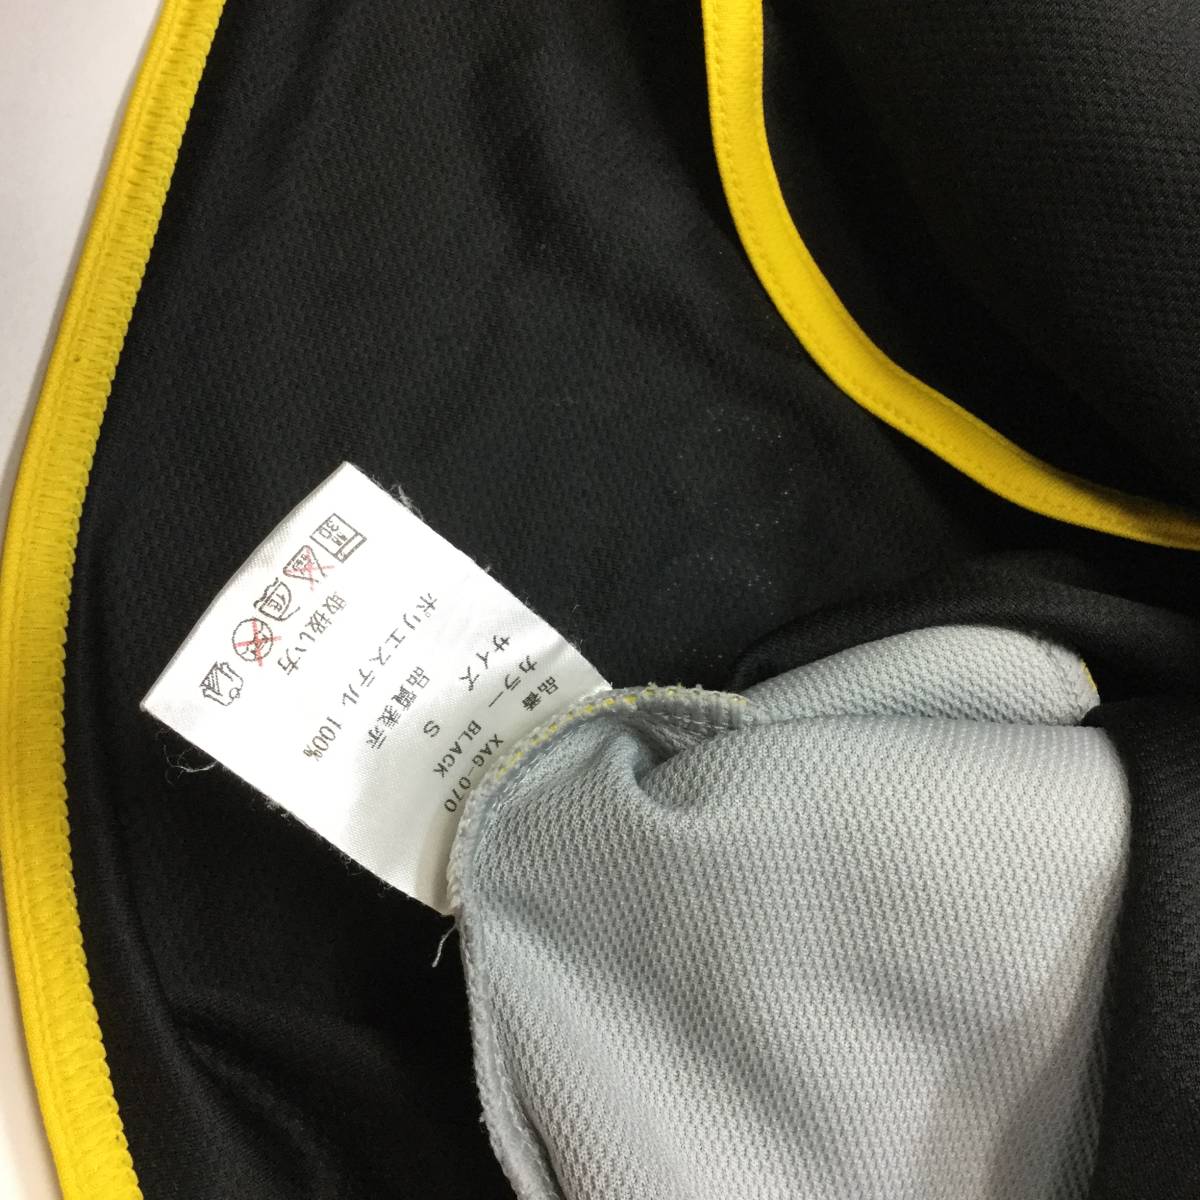 品番 XAG-070
カラー BLACK
サイズ S
品質表示
ポリエステル 100%
取扱い方
30